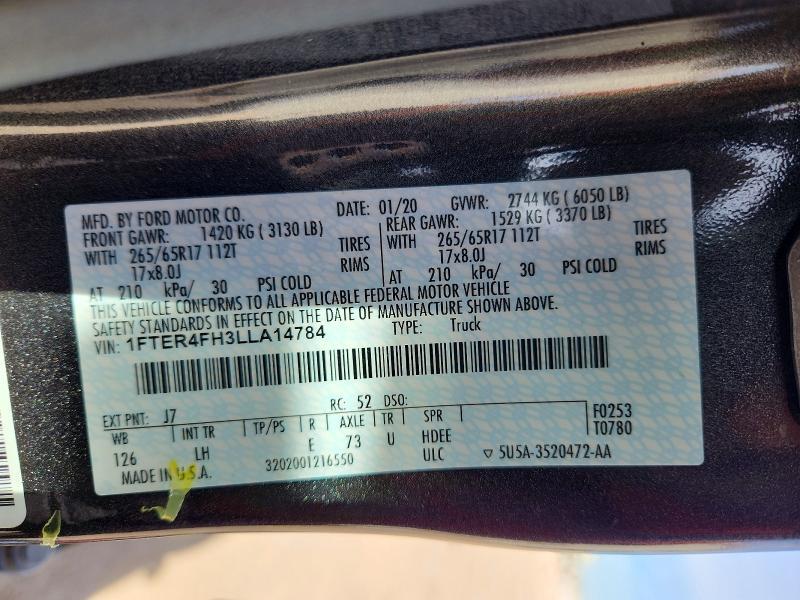 MFD. BY FORD MOTOR CO. DATE: 01/20 GVWR: 2744 KG ( 6050 LB)
FRONT GAWR: 1420 KG ( 3130 LB) REAR GAWR: 1529 KG ( 3370 LB)
WITH 265/65R17 112T TIRES WITH 265/65R17 112T TIRES
17x8.0J RIMS 17x8.0J RIMS
AT 210 kPa/ 30 PSI COLD AT 210 kPa/ 30 PSI COLD
THIS VEHICLE CONFORMS TO ALL APPLICABLE FEDERAL MOTOR VEHICLE
SAFETY STANDARDS IN EFFECT ON THE DATE OF MANUFACTURE SHOWN ABOVE.
VIN: 1FTER4FH3LLA14784 TYPE: Truck
EXT PNT: J7 RC: 52 DSO:
WB INT TR TP/PS R AXLE TR SPR F0253
126 LH E 73 U HDEE T0780
MADE IN U.S.A. 3202001216550 ULC ▽ 5U5A-3520472-AA